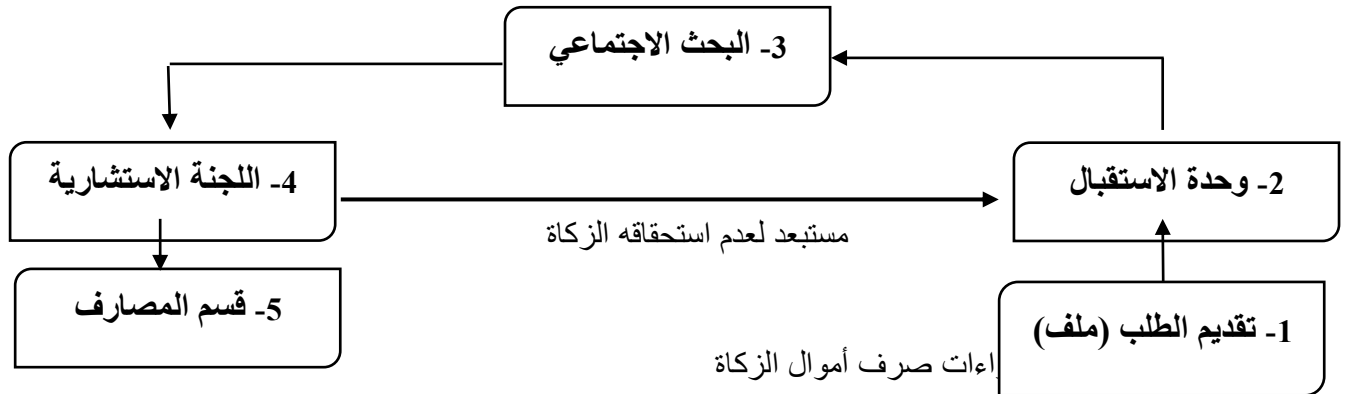 3- البحث الاجتماعي
4- اللجنة الاستشارية
2- وحدة الاستقبال
مستبعد لعدم استحقاقه الزكاة
5- قسم المصارف
1- تقديم الطلب (ملف)
صرف أموال الزكاة